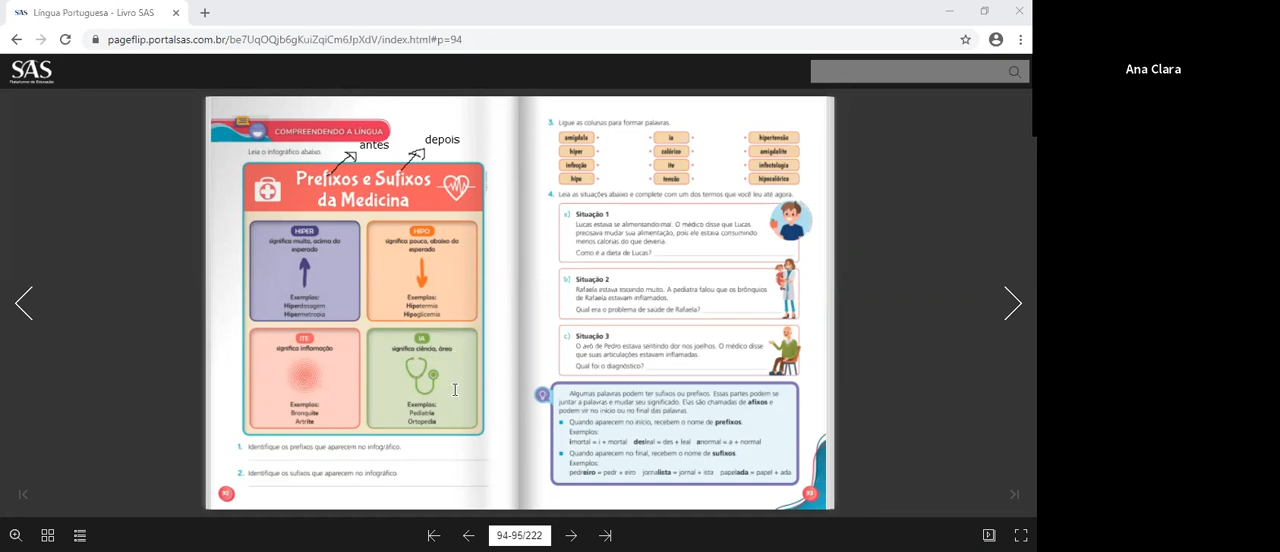 Língua Portuguesa - Livro SAS
pageflip.portalsas.com.br/be7UqOQjb6gKuiZqiCm6JpXdV/index.html#p=94
SAS
Plataforma de Educação
Ana Clara
COMPREENDENDO A LÍNGUA
Leia o infográfico abaixo.
antes
depois
Prefixos e Sufixos
da Medicina
HIPER
significa muito, acima do
esperado
Exemplos:
Hiperdosagem
Hipermetropia
HIPO
significa pouco, abaixo do
esperado
Exemplos:
Hipotermia
Hipoglicemia
ITE
significa inflamação
Exemplos:
Bronquite
Artrite
IA
significa ciência, área
Exemplos:
Pediatria
Ortopedia
1. Identifique os prefixos que aparecem no infográfico.
2. Identifique os sufixos que aparecem no infográfico.
93
3. Ligue as colunas para formar palavras.
amígdala ia hipertensão
hiper calórico amigdalite
infecção ite infectologia
hipo tensão hipocalórico
4. Leia as situações abaixo e complete com um dos termos que você leu até agora.
a) Situação 1
Lucas estava se alimentando mal. O médico disse que Lucas
precisava mudar sua alimentação, pois ele estava consumindo
menos calorias do que deveria.
Como é a dieta de Lucas?
b) Situação 2
Rafaela estava tossindo muito. A pediatra falou que os brônquios
de Rafaela estavam inflamados.
Qual era o problema de saúde de Rafaela?
c) Situação 3
O avô de Pedro estava sentindo dor nos joelhos. O médico disse
que suas articulações estavam inflamadas.
Qual foi o diagnóstico?
Algumas palavras podem ter sufixos ou prefixos. Essas partes podem se
juntar a palavras e mudar seu significado. Elas são chamadas de afixos e
podem vir no início ou no final das palavras.
Quando aparecem no início, recebem o nome de prefixos.
Exemplos:
imortal = i + mortal desleal = des + leal anormal = a + normal
Quando aparecem no final, recebem o nome de sufixos.
Exemplos:
pedreiro = pedr + eiro jornalista = jornal + ista papelada = papel + ada
94-95/222